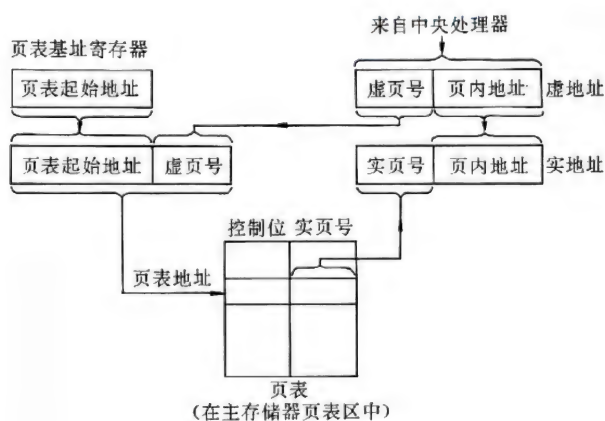 来自中央处理器
页表基址寄存器
页表起始地址
虚页号 页内地址 虚地址
页表起始地址 虚页号
实页号 页内地址 实地址
控制位 实页号
页表地址
页表
(在主存储器页表区中)